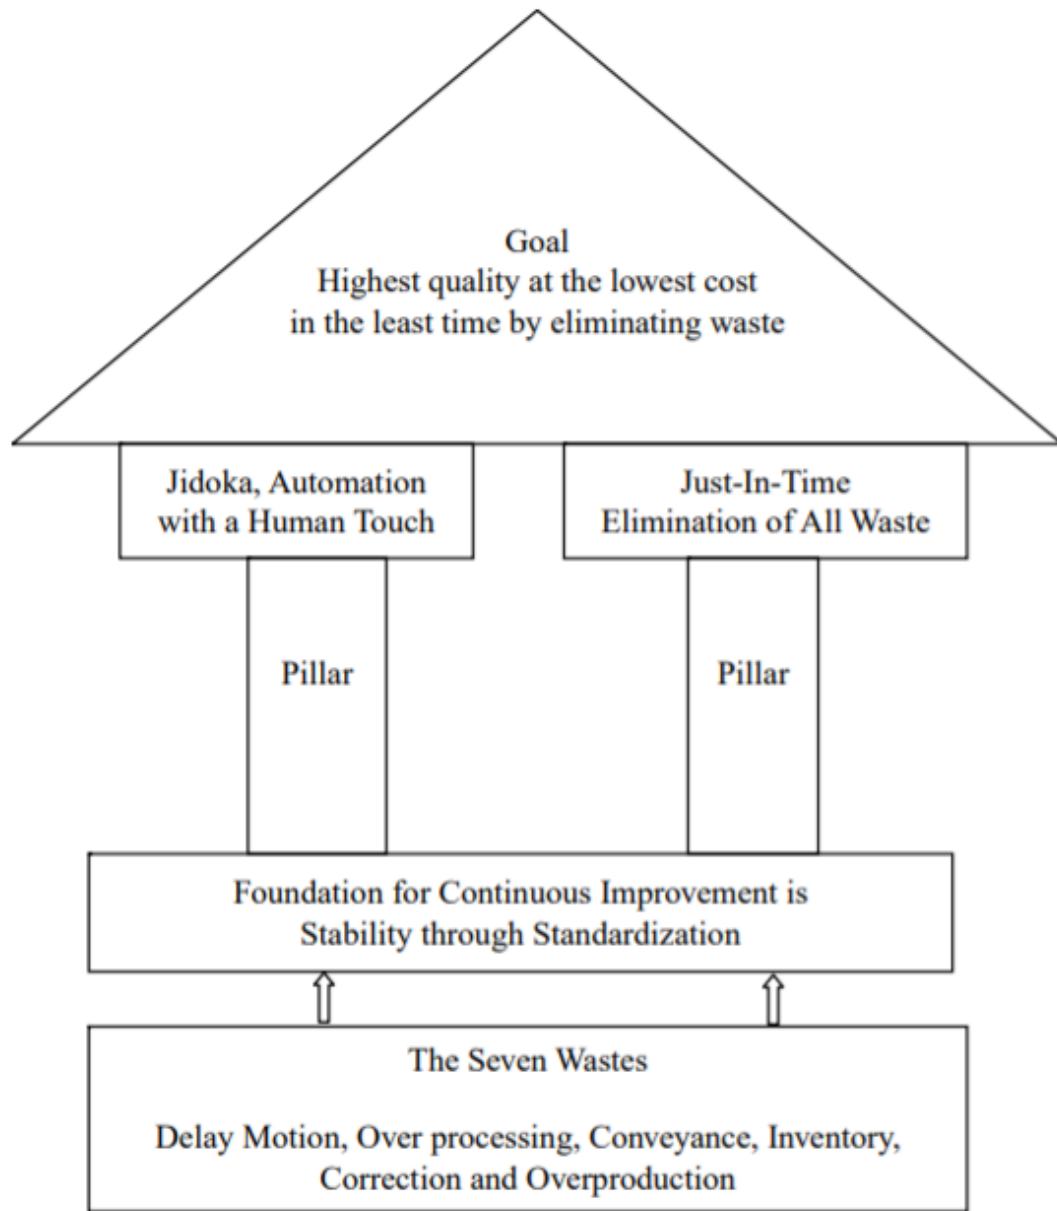 Goal
Highest quality at the lowest cost
in the least time by eliminating waste
Jidoka, Automation
with a Human Touch
Just-In-Time
Elimination of All Waste
Pillar
Pillar
Foundation for Continuous Improvement is
Stability through Standardization
The Seven Wastes
Delay Motion, Over processing, Conveyance, Inventory,
Correction and Overproduction